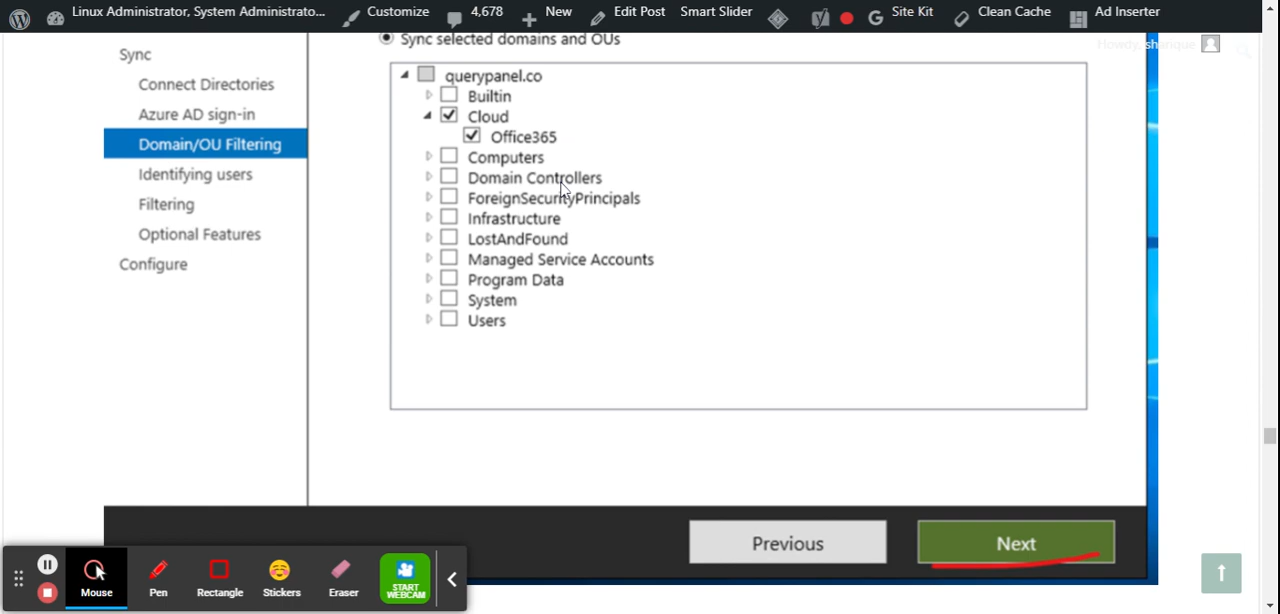 Linux Administrator, System Administrato... Customize 4,678 New Edit Post Smart Slider Site Kit Clean Cache Ad Inserter
Howdy, sharique
Sync
Connect Directories
Azure AD sign-in
Domain/OU Filtering
Identifying users
Filtering
Optional Features
Configure
Sync selected domains and OUs
querypanel.co
Builtin
Cloud
Office365
Computers
Domain Controllers
ForeignSecurityPrincipals
Infrastructure
LostAndFound
Managed Service Accounts
Program Data
System
Users
Previous Next
Mouse Pen Rectangle Stickers Eraser START
WEBCAM